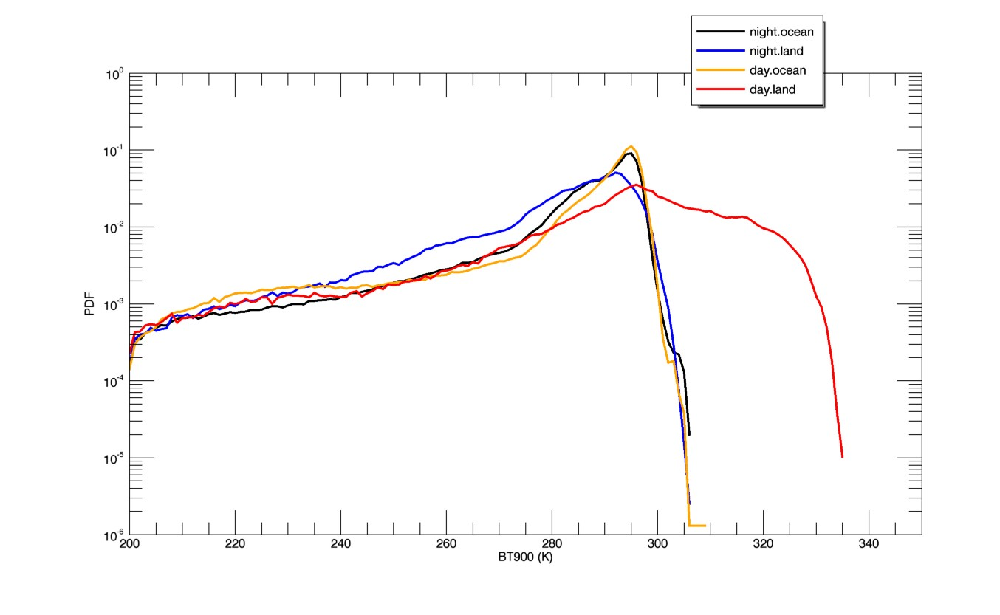 night.ocean
night.land
day.ocean
day.land
10^0
10^-1
10^-2
10^-3
10^-4
10^-5
10^-6
PDF
200 220 240 260 280 300 320 340
BT900 (K)